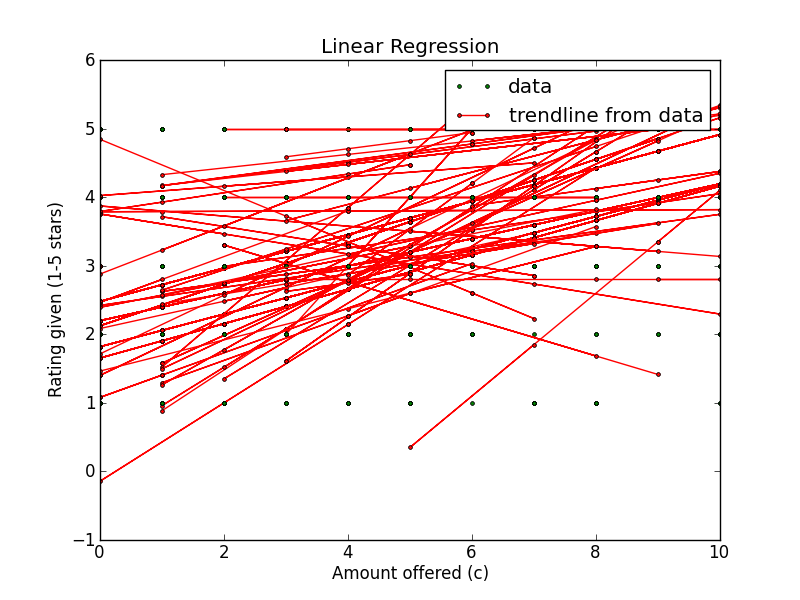 Linear Regression
data
trendline from data
6
5
4
3
2
1
0
−1
0 2 4 6 8 10
Rating given (1-5 stars)
Amount offered (c)